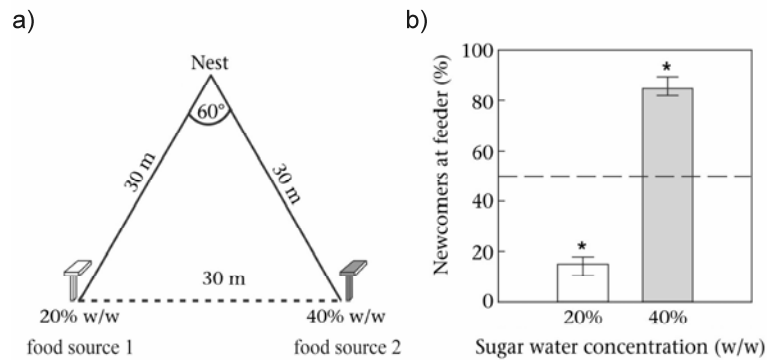 a)
Nest
60°
30 m
30 m
30 m
20% w/w
40% w/w
food source 1
food source 2
b)
Newcomers at feeder (%)
100
80
60
40
20
0
*
*
20%
40%
Sugar water concentration (w/w)